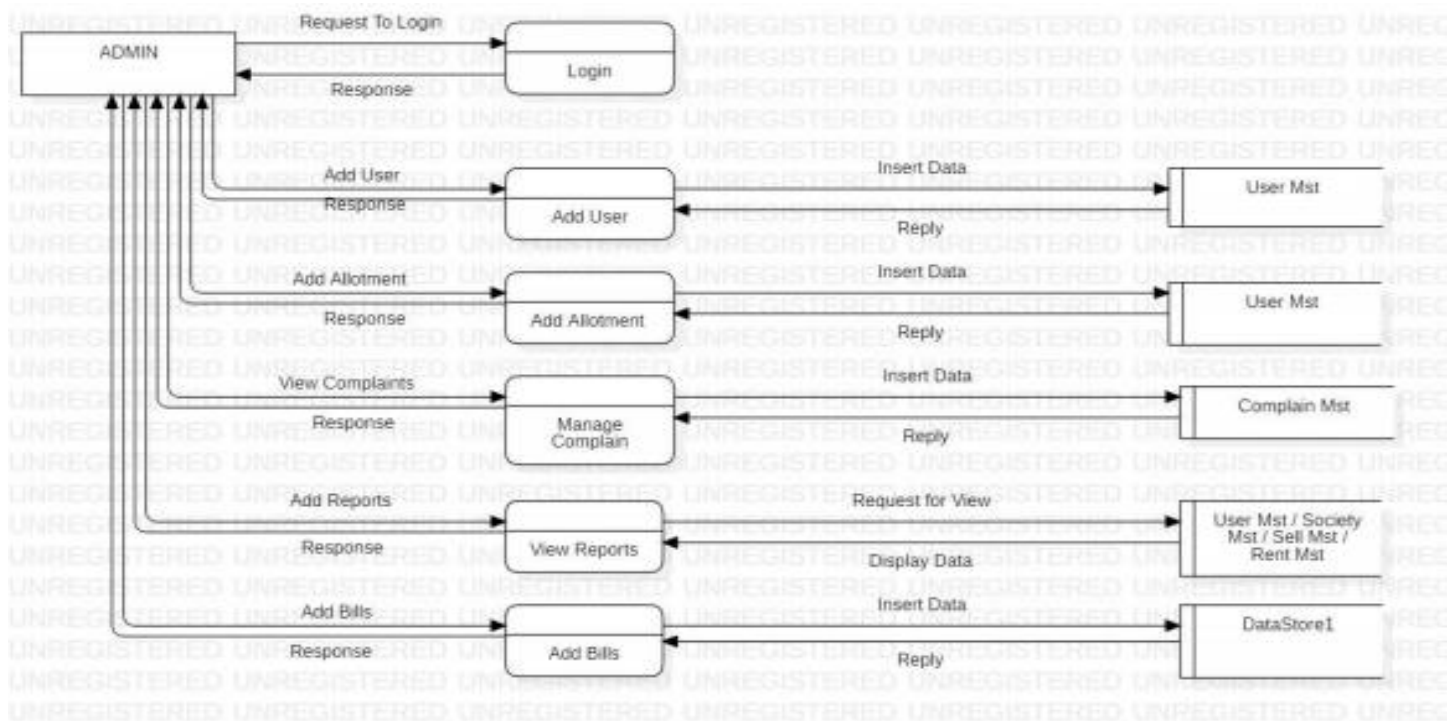 Request To Login
ADMIN
Login
Response
Add User
Insert Data
User Mst
Response
Add User
Reply
Add Allotment
Insert Data
User Mst
Response
Add Allotment
Reply
View Complaints
Insert Data
Complain Mst
Response
Manage
Complain
Reply
Add Reports
Request for View
User Mst / Society
Mst / Sell Mst /
Rent Mst
Response
View Reports
Display Data
Add Bills
Insert Data
DataStore1
Response
Add Bills
Reply
UNREGISTERED